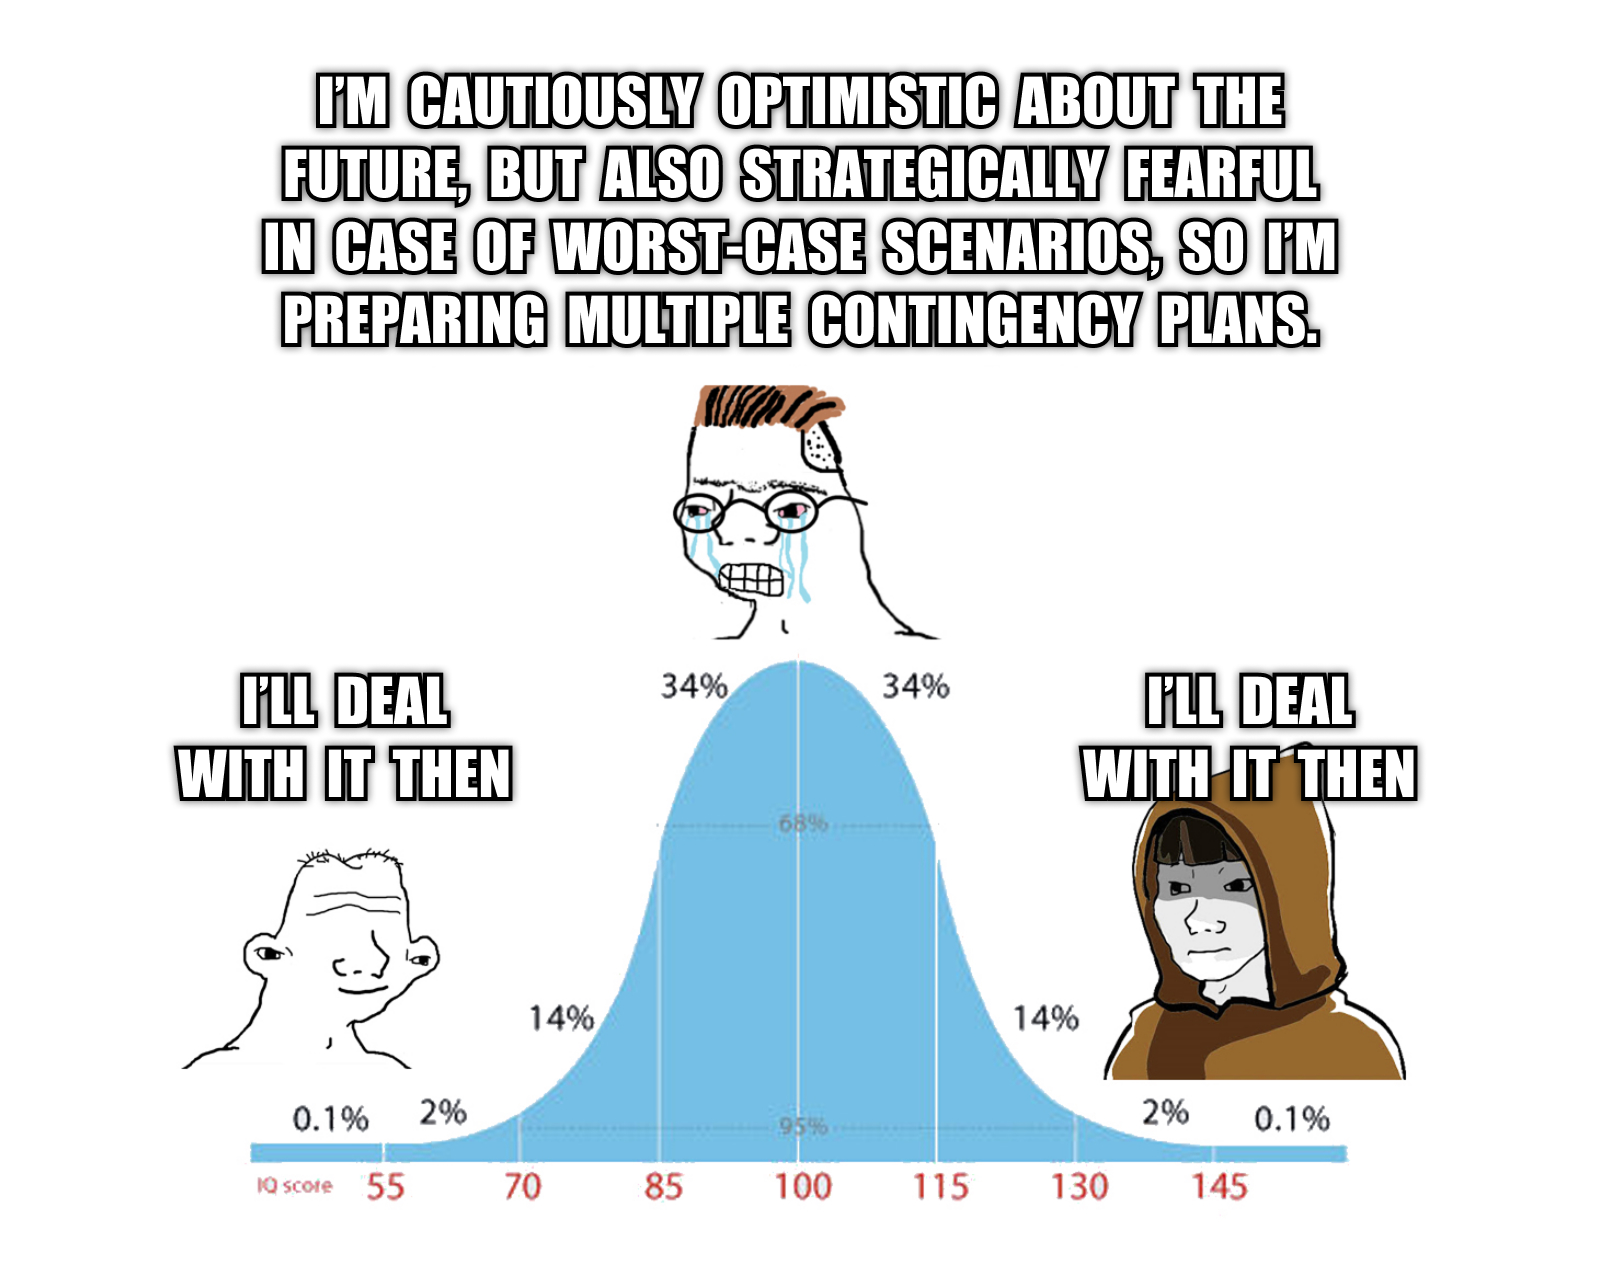 I'M CAUTIOUSLY OPTIMISTIC ABOUT THE
FUTURE, BUT ALSO STRATEGICALLY FEARFUL
IN CASE OF WORST-CASE SCENARIOS, SO I'M
PREPARING MULTIPLE CONTINGENCY PLANS.
34% 34%
I'LL DEAL
WITH IT THEN
I'LL DEAL
WITH IT THEN
68%
14% 14%
0.1% 2% 95% 2% 0.1%
IQ score 55 70 85 100 115 130 145